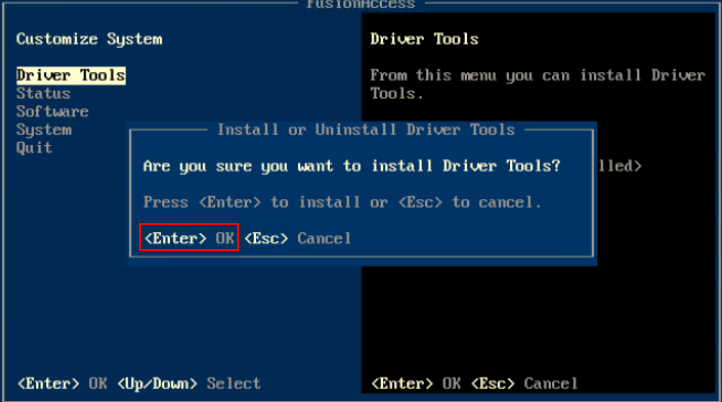 FusionAccess
Customize System
Driver Tools
Status
Software
System
Quit
Driver Tools
From this menu you can install Driver
Tools.
lled>
Install or Uninstall Driver Tools
Are you sure you want to install Driver Tools?
Press <Enter> to install or <Esc> to cancel.
<Enter> OK <Esc> Cancel
<Enter> OK <Up/Down> Select
<Enter> OK <Esc> Cancel